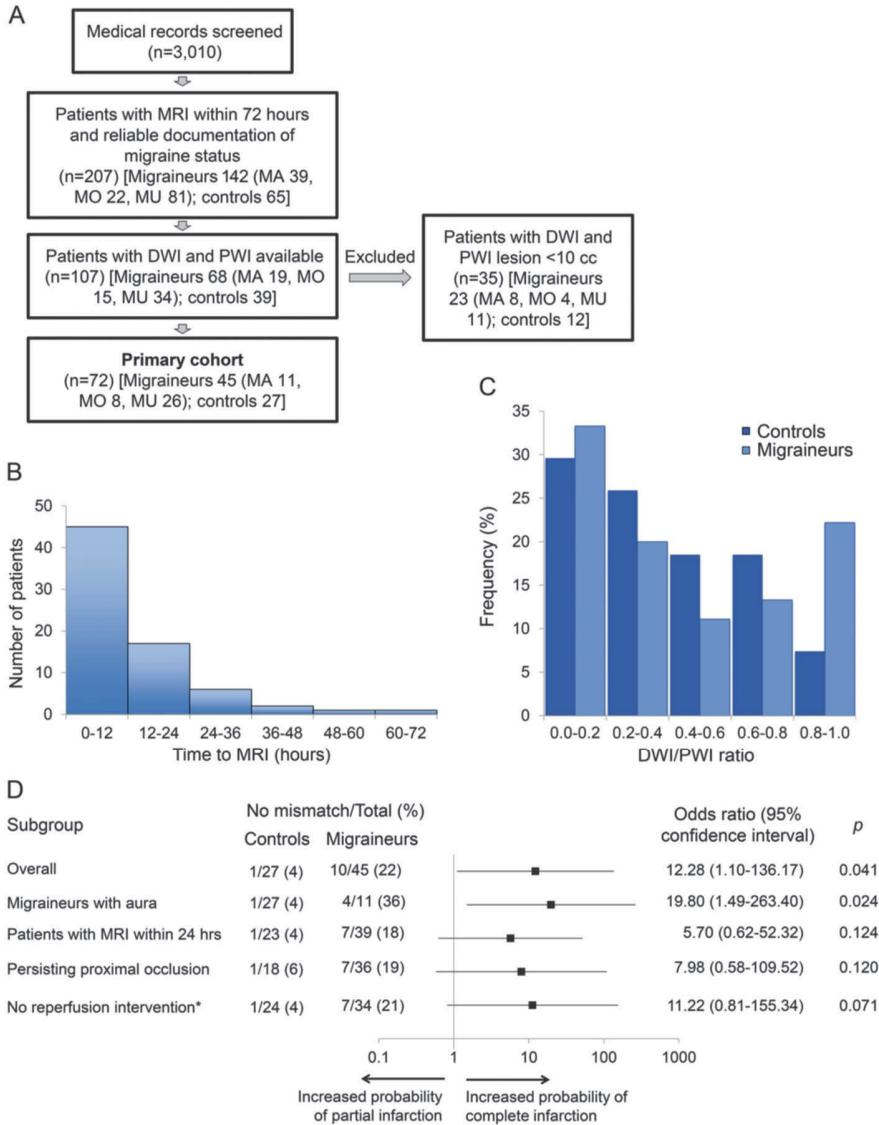 A
Medical records screened
(n=3,010)
Patients with MRI within 72 hours
and reliable documentation of
migraine status
(n=207) [Migraineurs 142 (MA 39,
MO 22, MU 81); controls 65]
Patients with DWI and PWI available
(n=107) [Migraineurs 68 (MA 19, MO
15, MU 34); controls 39]
Excluded
Patients with DWI and
PWI lesion <10 cc
(n=35) [Migraineurs
23 (MA 8, MO 4, MU
11); controls 12]
Primary cohort
(n=72) [Migraineurs 45 (MA 11,
MO 8, MU 26); controls 27]
B
Number of patients
50
40
30
20
10
0
0-12 12-24 24-36 36-48 48-60 60-72
Time to MRI (hours)
C
Frequency (%)
35
30
25
20
15
10
5
0
Controls
Migraineurs
0.0-0.2 0.2-0.4 0.4-0.6 0.6-0.8 0.8-1.0
DWI/PWI ratio
D
Subgroup No mismatch/Total (%) Odds ratio (95% confidence interval) p
Controls Migraineurs
Overall 1/27 (4) 10/45 (22) 12.28 (1.10-136.17) 0.041
Migraineurs with aura 1/27 (4) 4/11 (36) 19.80 (1.49-263.40) 0.024
Patients with MRI within 24 hrs 1/23 (4) 7/39 (18) 5.70 (0.62-52.32) 0.124
Persisting proximal occlusion 1/18 (6) 7/36 (19) 7.98 (0.58-109.52) 0.120
No reperfusion intervention* 1/24 (4) 7/34 (21) 11.22 (0.81-155.34) 0.071
0.1 1 10 100 1000
Increased probability
of partial infarction
Increased probability of
complete infarction